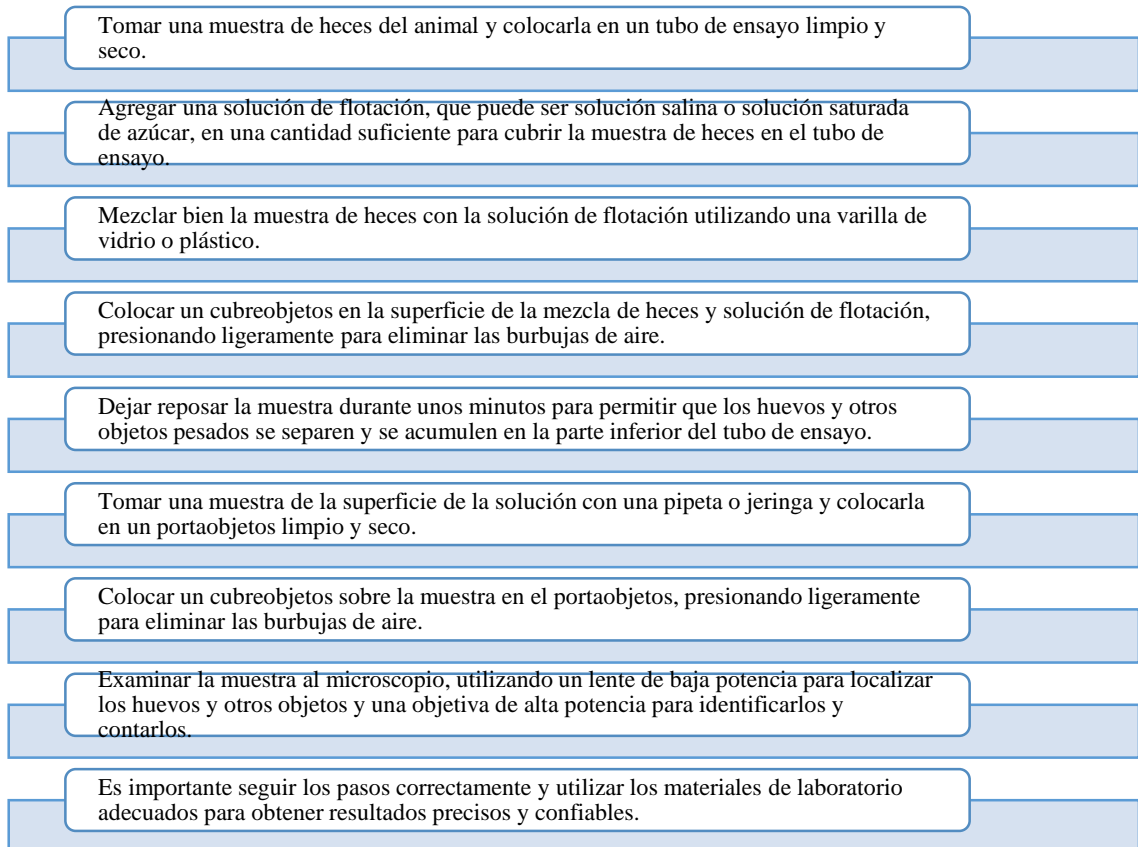 Tomar una muestra de heces del animal y colocarla en un tubo de ensayo limpio y
seco.
Agregar una solución de flotación, que puede ser solución salina o solución saturada
de azúcar, en una cantidad suficiente para cubrir la muestra de heces en el tubo de
ensayo.
Mezclar bien la muestra de heces con la solución de flotación utilizando una varilla de
vidrio o plástico.
Colocar un cubreobjetos en la superficie de la mezcla de heces y solución de flotación,
presionando ligeramente para eliminar las burbujas de aire.
Dejar reposar la muestra durante unos minutos para permitir que los huevos y otros
objetos pesados se separen y se acumulen en la parte inferior del tubo de ensayo.
Tomar una muestra de la superficie de la solución con una pipeta o jeringa y colocarla
en un portaobjetos limpio y seco.
Colocar un cubreobjetos sobre la muestra en el portaobjetos, presionando ligeramente
para eliminar las burbujas de aire.
Examinar la muestra al microscopio, utilizando un lente de baja potencia para localizar
los huevos y otros objetos y una objetiva de alta potencia para identificarlos y
contarlos.
Es importante seguir los pasos correctamente y utilizar los materiales de laboratorio
adecuados para obtener resultados precisos y confiables.